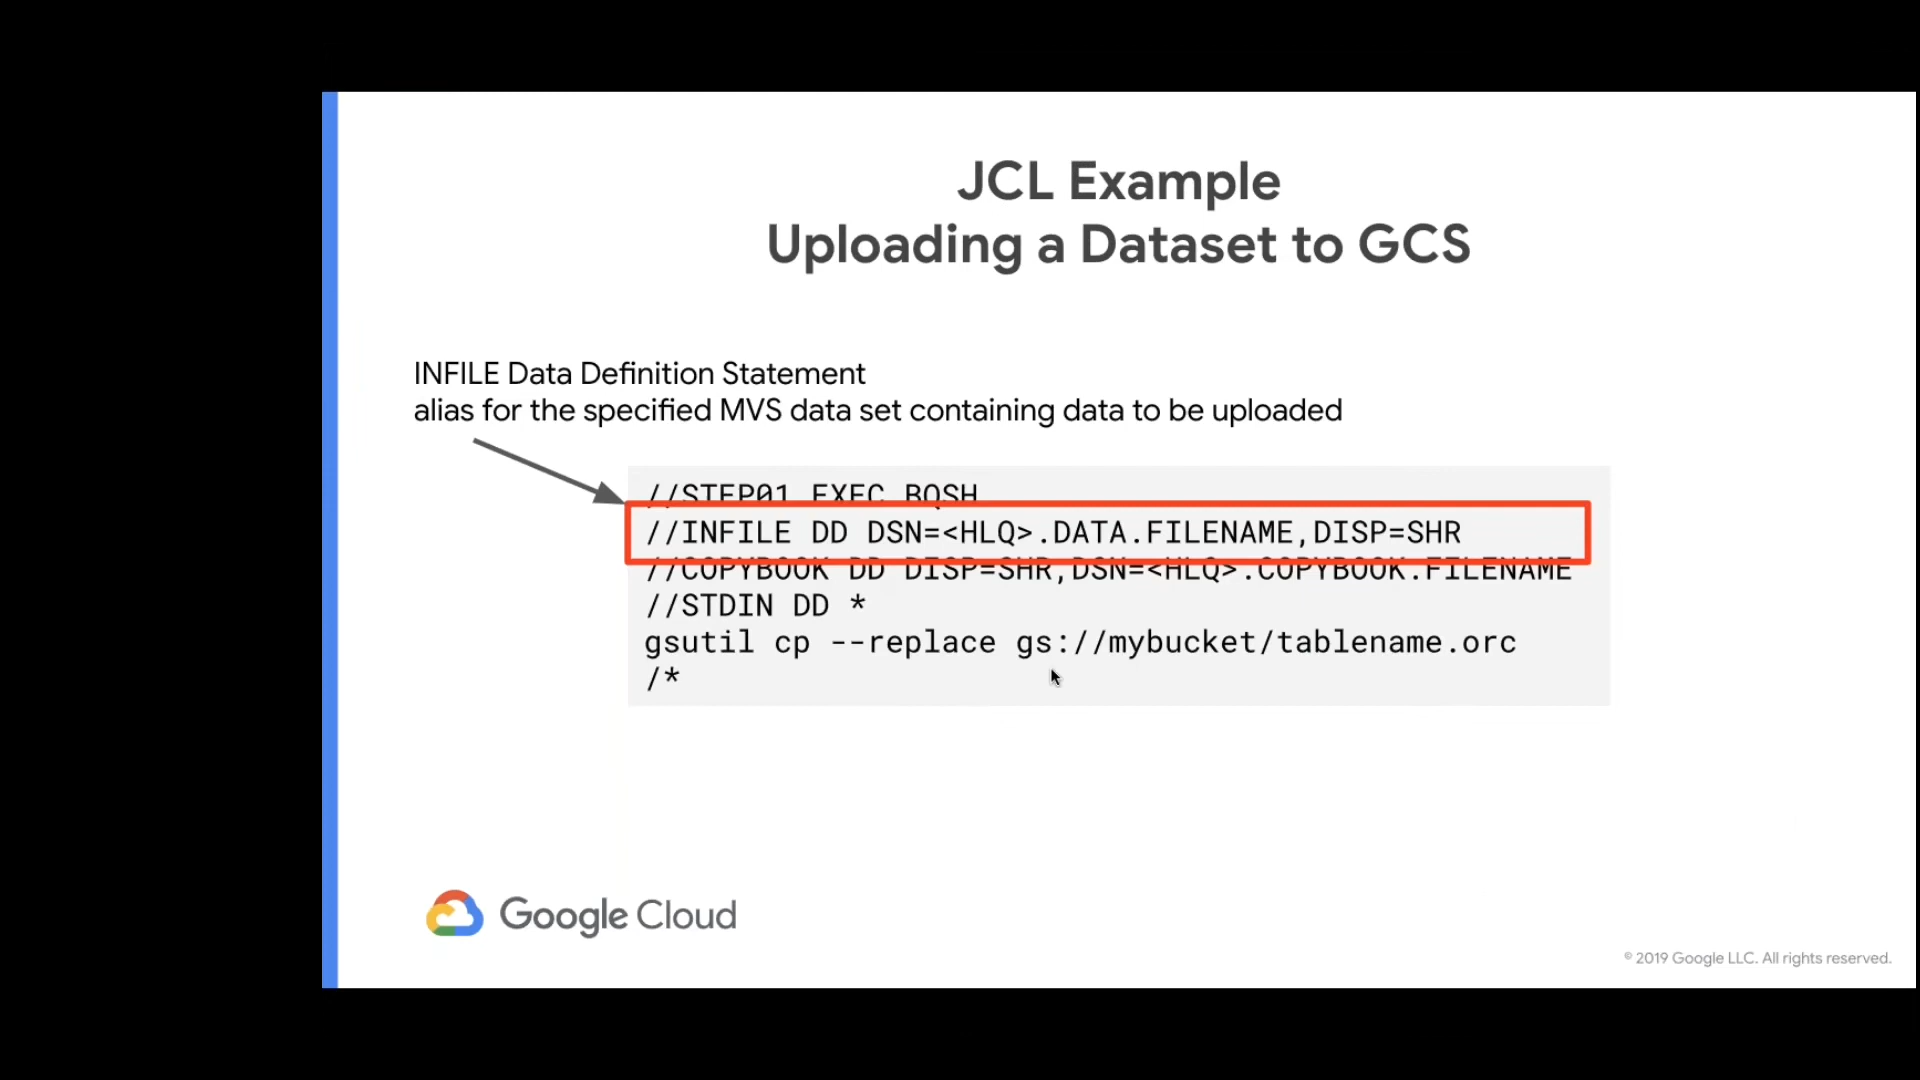 JCL Example
Uploading a Dataset to GCS
INFILE Data Definition Statement
alias for the specified MVS data set containing data to be uploaded
//STEP01 EXEC BQSH
//INFILE DD DSN=<HLQ>.DATA.FILENAME,DISP=SHR
//COPYBOOK DD DISP=SHR,DSN=<HLQ>.COPYBOOK.FILENAME
//STDIN DD *
gsutil cp --replace gs://mybucket/tablename.orc
/*
Google Cloud
© 2019 Google LLC. All rights reserved.